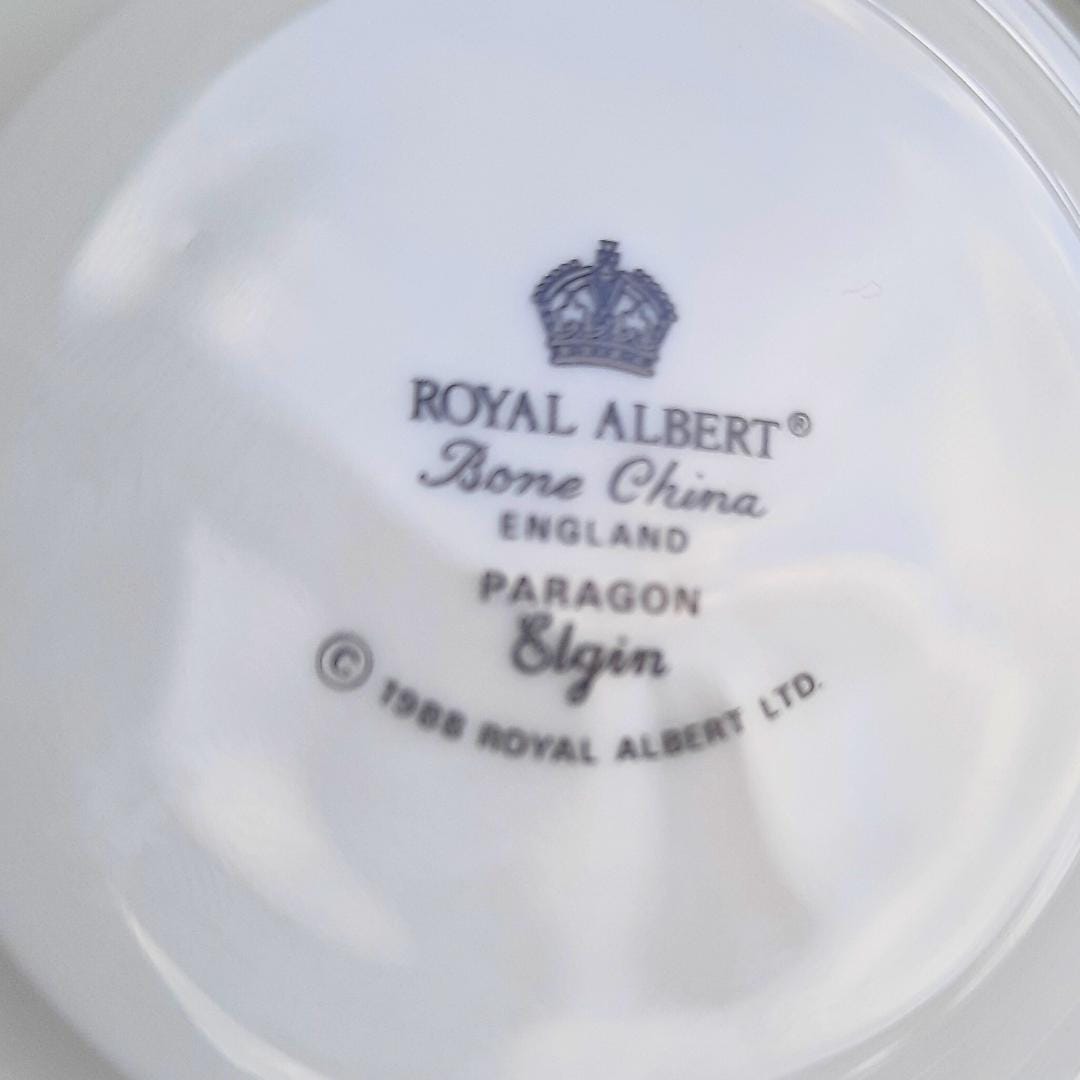 ROYAL ALBERT®
Bone China
ENGLAND
PARAGON
Elgin
© 1988 ROYAL ALBERT LTD.